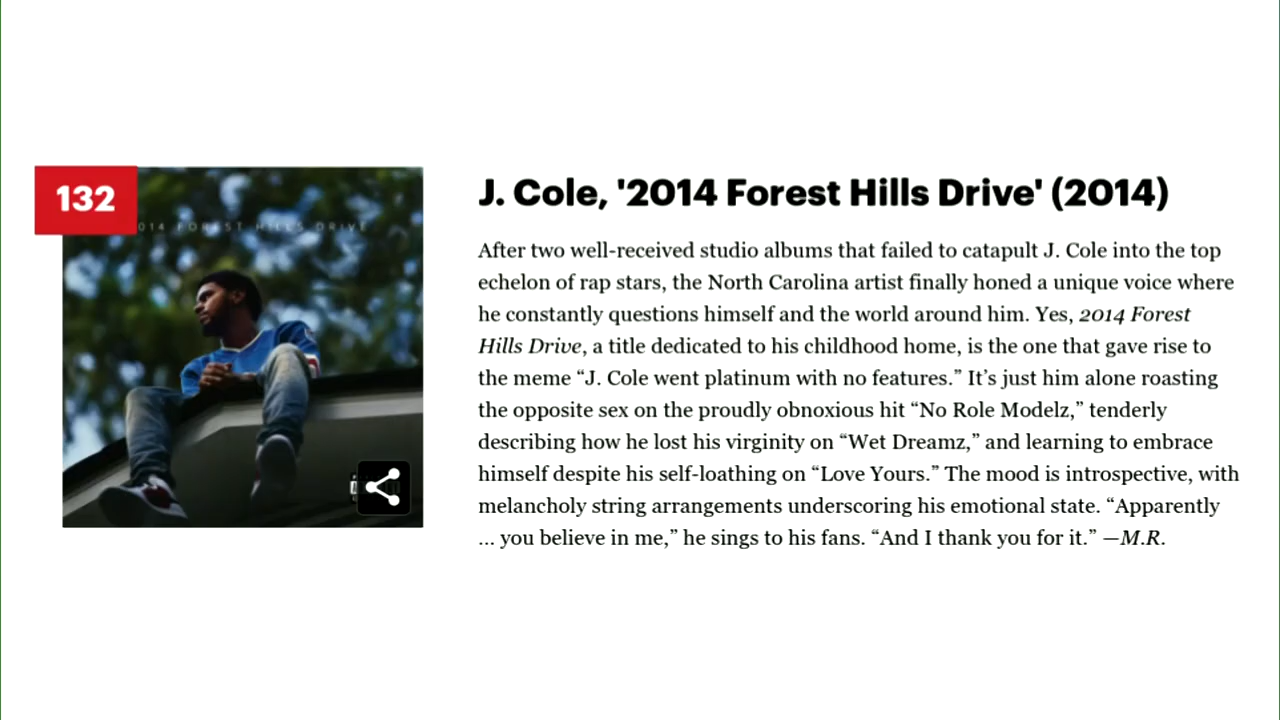 132
014 FOREST HILLS DRIVE
J. Cole, '2014 Forest Hills Drive' (2014)
After two well-received studio albums that failed to catapult J. Cole into the top
echelon of rap stars, the North Carolina artist finally honed a unique voice where
he constantly questions himself and the world around him. Yes, 2014 Forest
Hills Drive, a title dedicated to his childhood home, is the one that gave rise to
the meme “J. Cole went platinum with no features.” It’s just him alone roasting
the opposite sex on the proudly obnoxious hit “No Role Modelz,” tenderly
describing how he lost his virginity on “Wet Dreamz,” and learning to embrace
himself despite his self-loathing on “Love Yours.” The mood is introspective, with
melancholy string arrangements underscoring his emotional state. “Apparently
… you believe in me,” he sings to his fans. “And I thank you for it.” —M.R.